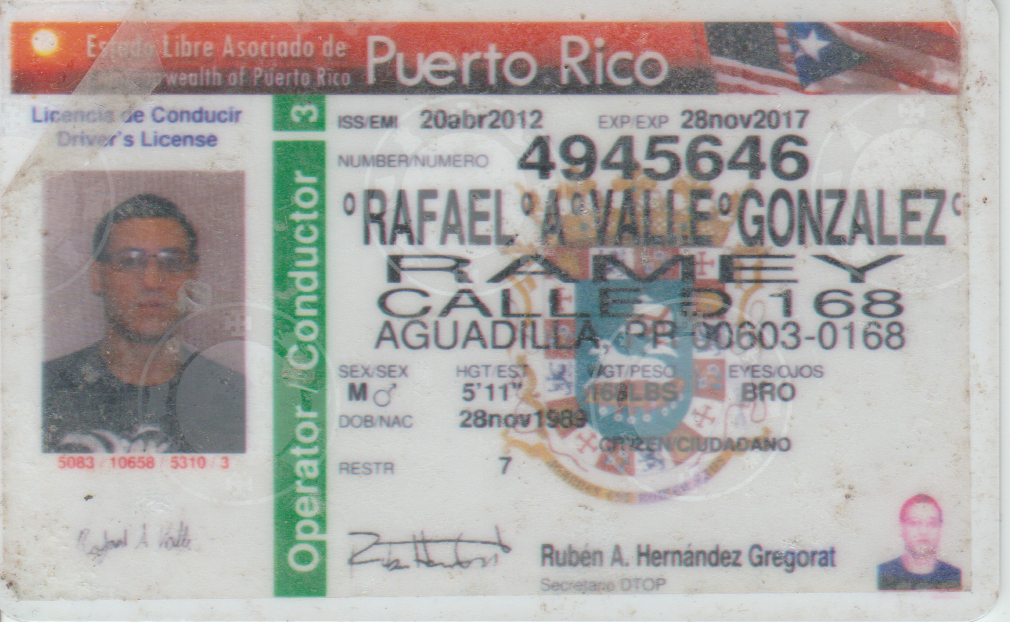 Estado Libre Asociado de Puerto Rico
Commonwealth of Puerto Rico
Licencia de Conducir
Driver's License
3
Operator / Conductor
ISS/EMI 20abr2012 EXP/EXP 28nov2017
NUMBER/NUMERO 4945646
°RAFAEL°A°VALLE°GONZALEZ°
RAMEY
CALLE D 168
AGUADILLA, PR 00603-0168
SEX/SEX HGT/EST WGT/PESO EYES/OJOS
M♂ 5'11" 168LBS BRO
DOB/NAC 28nov1989
CITIZEN/CIUDADANO
RESTR 7
5083 / 10658 / 5310 / 3
Rafael A Valle
Rubén A. Hernández Gregorat
Secretario DTOP